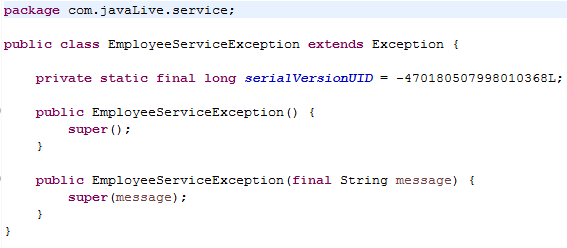 package com.javaLive.service;
public class EmployeeServiceException extends Exception {
private static final long serialVersionUID = -470180507998010368L;
public EmployeeServiceException() {
super();
}
public EmployeeServiceException(final String message) {
super(message);
}
}